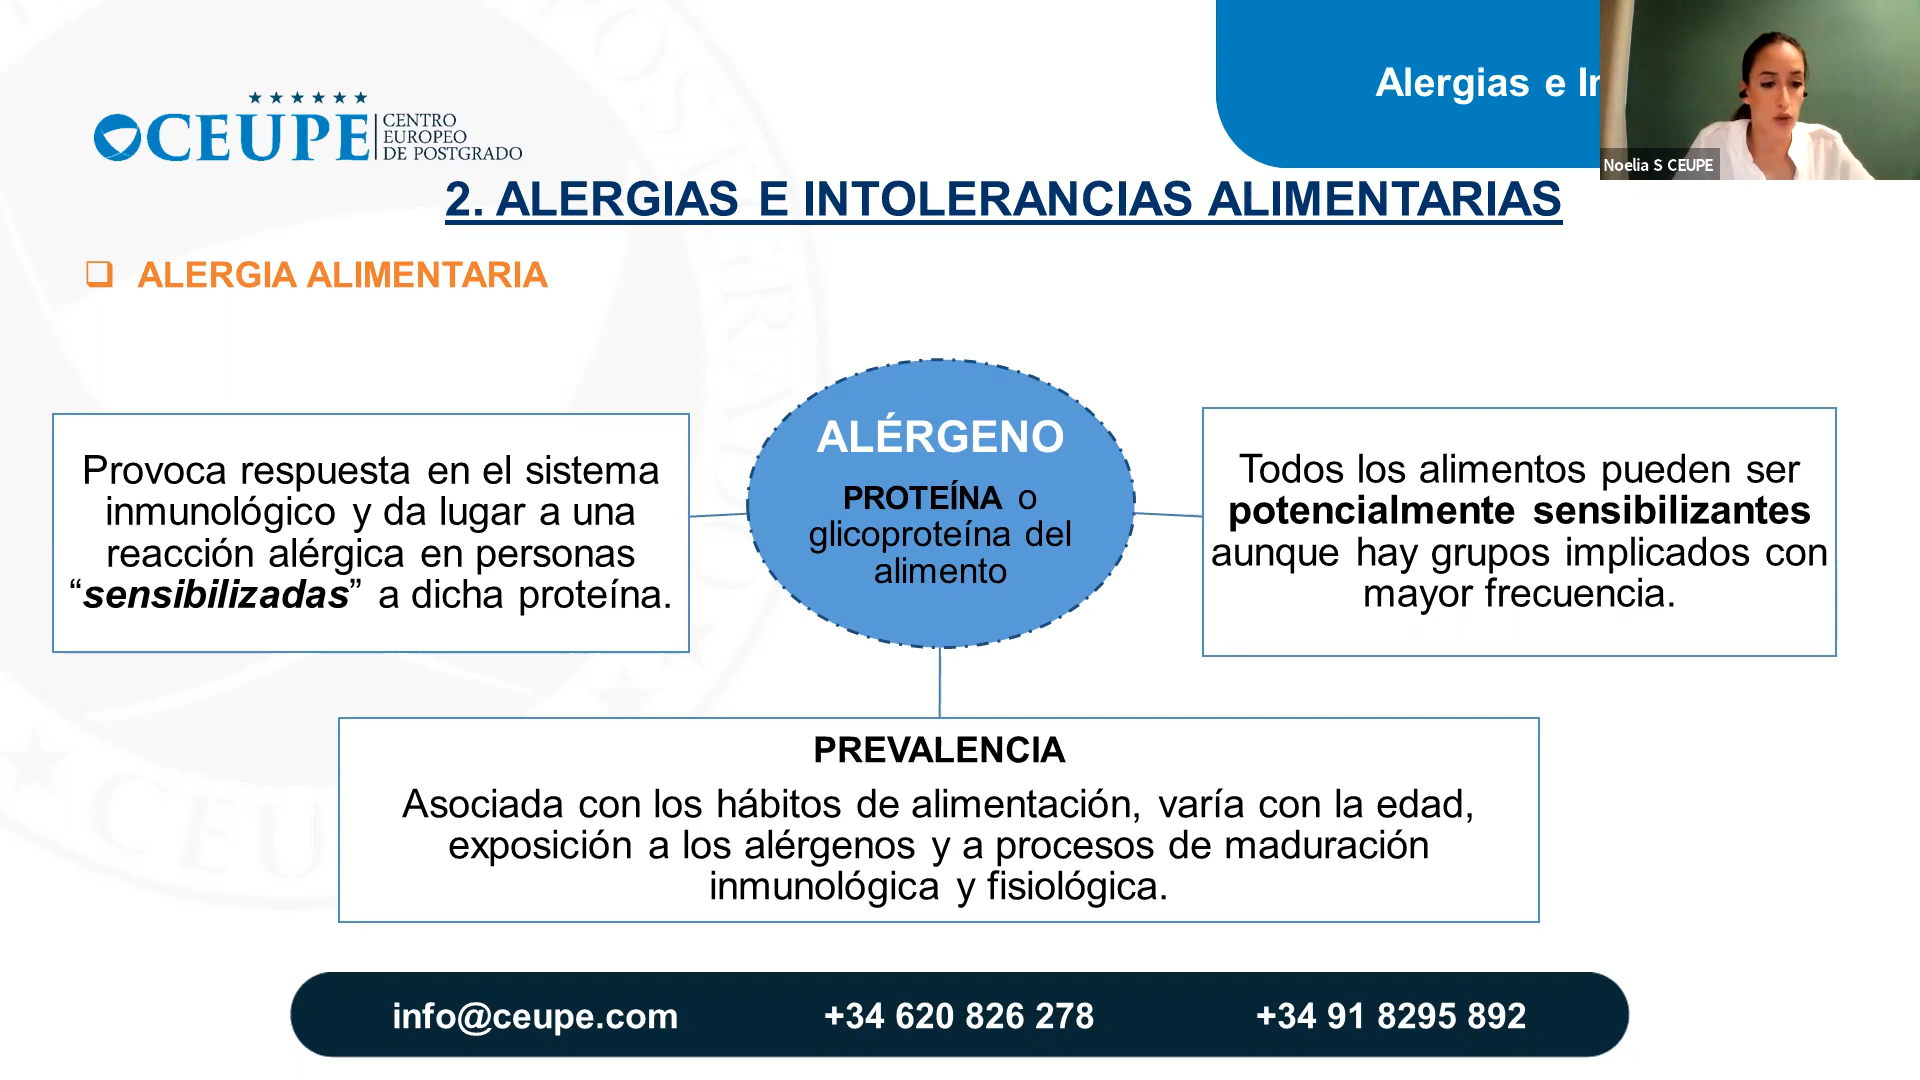 ★★★★★★
CEUPE
CENTRO
EUROPEO
DE POSTGRADO
Alergias e In
Noelia S CEUPE
2. ALERGIAS E INTOLERANCIAS ALIMENTARIAS
❑ ALERGIA ALIMENTARIA
Provoca respuesta en el sistema
inmunológico y da lugar a una
reacción alérgica en personas
“sensibilizadas” a dicha proteína.
ALÉRGENO
PROTEÍNA o
glicoproteína del
alimento
Todos los alimentos pueden ser
potencialmente sensibilizantes
aunque hay grupos implicados con
mayor frecuencia.
PREVALENCIA
Asociada con los hábitos de alimentación, varía con la edad,
exposición a los alérgenos y a procesos de maduración
inmunológica y fisiológica.
info@ceupe.com
+34 620 826 278
+34 91 8295 892